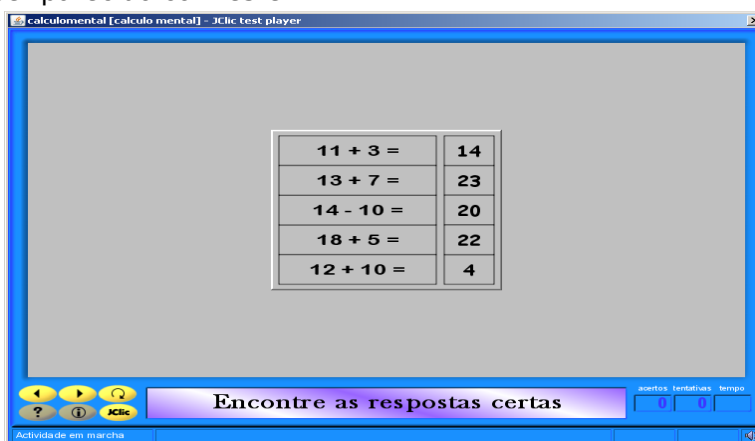 calculomental [calculo mental] - JClic test player
11 + 3 = 14
13 + 7 = 23
14 - 10 = 20
18 + 5 = 22
12 + 10 = 4
acertos tentativas tempo
0 0
? i JClic
Encontre as respostas certas
Actividade em marcha